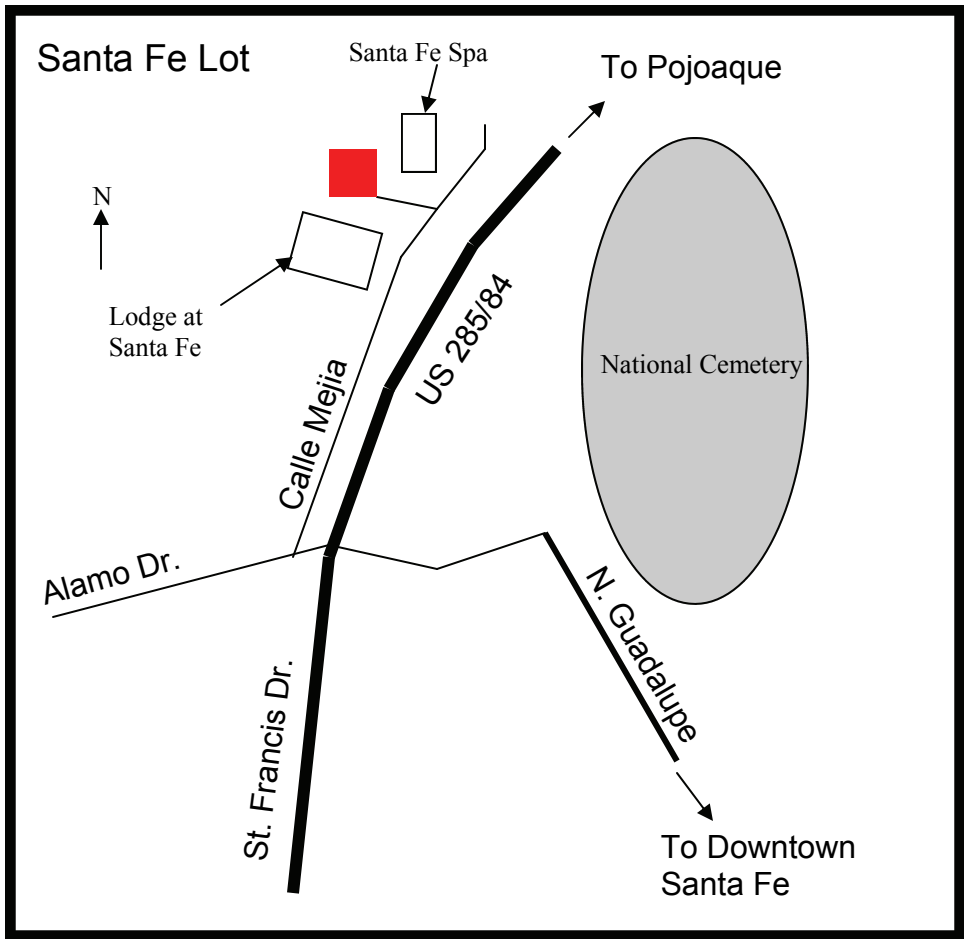 Santa Fe Lot
Santa Fe Spa
To Pojoaque
N
Lodge at
Santa Fe
US 285/84
National Cemetery
Calle Mejia
Alamo Dr.
N. Guadalupe
St. Francis Dr.
To Downtown
Santa Fe